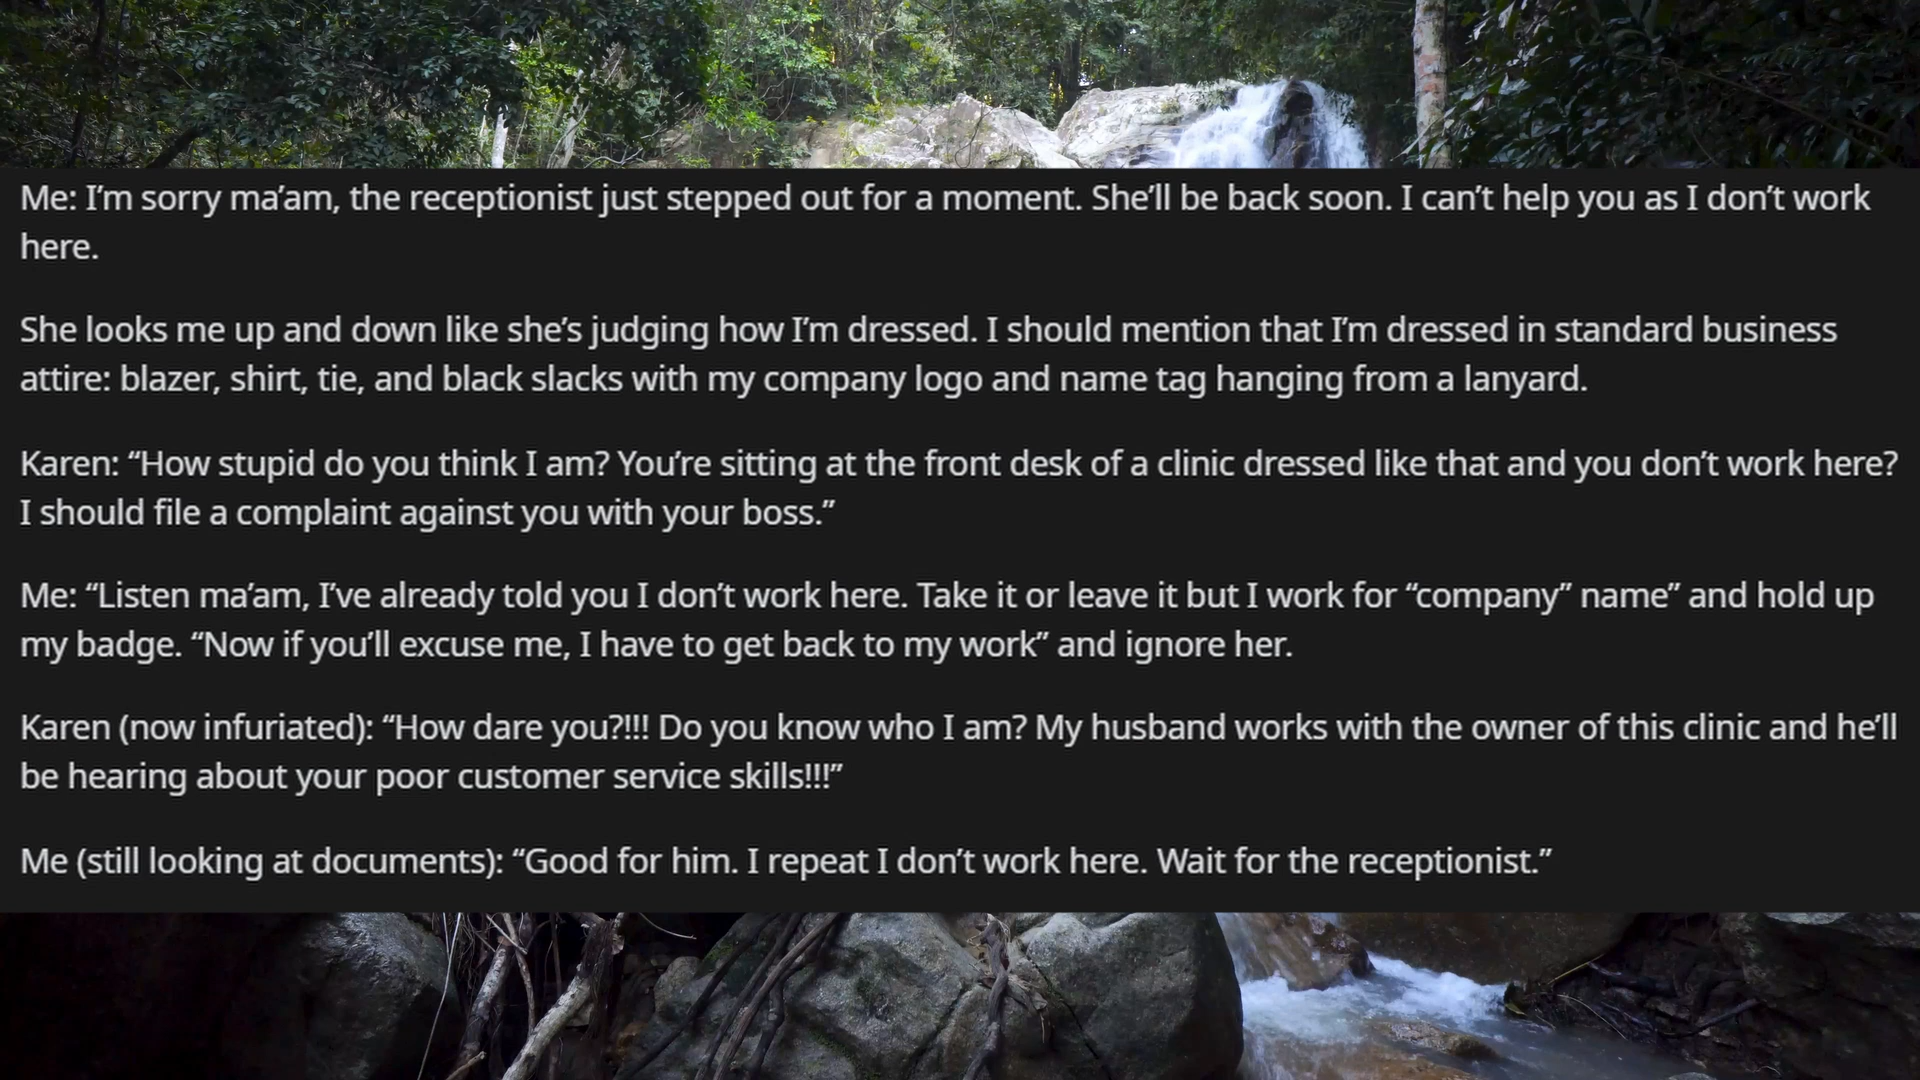 Me: I’m sorry ma’am, the receptionist just stepped out for a moment. She’ll be back soon. I can’t help you as I don’t work
here.
She looks me up and down like she’s judging how I’m dressed. I should mention that I’m dressed in standard business
attire: blazer, shirt, tie, and black slacks with my company logo and name tag hanging from a lanyard.
Karen: “How stupid do you think I am? You’re sitting at the front desk of a clinic dressed like that and you don’t work here?
I should file a complaint against you with your boss.”
Me: “Listen ma’am, I’ve already told you I don’t work here. Take it or leave it but I work for “company” name” and hold up
my badge. “Now if you’ll excuse me, I have to get back to my work” and ignore her.
Karen (now infuriated): “How dare you?!!! Do you know who I am? My husband works with the owner of this clinic and he’ll
be hearing about your poor customer service skills!!!”
Me (still looking at documents): “Good for him. I repeat I don’t work here. Wait for the receptionist.”